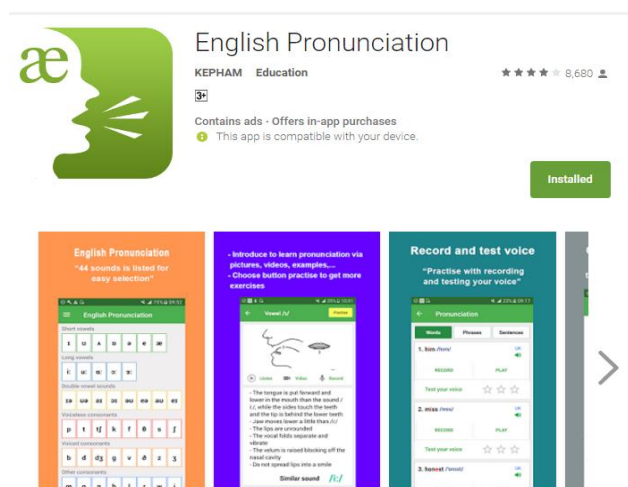 æ
English Pronunciation
KEPHAM Education
8,680
3+
Contains ads · Offers in-app purchases
This app is compatible with your device.
Installed
English Pronunciation
"44 sounds is listed for
easy selection"
English Pronunciation
Short vowels
ɪ ʊ ʌ ɒ ə e æ
Long vowels
i: u: ɜ: ɔ: ɑ:
Double vowel sounds
Voiceless consonants
p t tʃ k f θ s ʃ
Voiced consonants
b d dʒ g v ð z ʒ
Other consonants
- Introduce to learn pronunciation via
pictures, videos, examples,...
- Choose button practise to get more
exercises
Practise
Listen Video Record
- The tongue is put forward and
lower in the mouth than the sound /
i:/, while the sides touch the teeth
and the tip is behind the lower teeth
- Jaw moves lower a little than /i:/
- The lips are unrounded
- The vocal folds separate and
vibrate
- The velum is raised blocking off the
nasal cavity
- Do not spread lips into a smile
Similar sound /i:/
Record and test voice
"Practise with recording
and testing your voice"
Pronunciation
Words Phrases Sentences
1. him /hɪm/ UK
RECORD PLAY
Test your voice
2. miss /mɪs/ UK
RECORD PLAY
Test your voice
3. honest /ˈɒnɪst/ UK